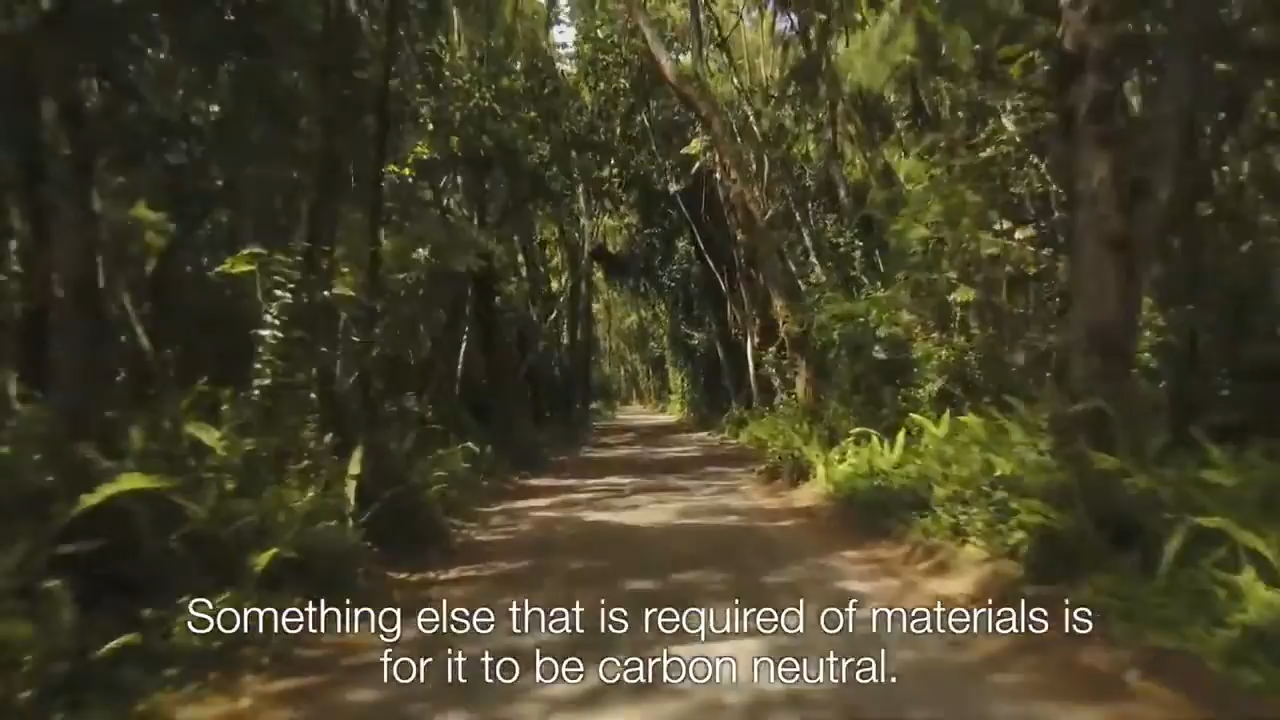 Something else that is required of materials is
for it to be carbon neutral.